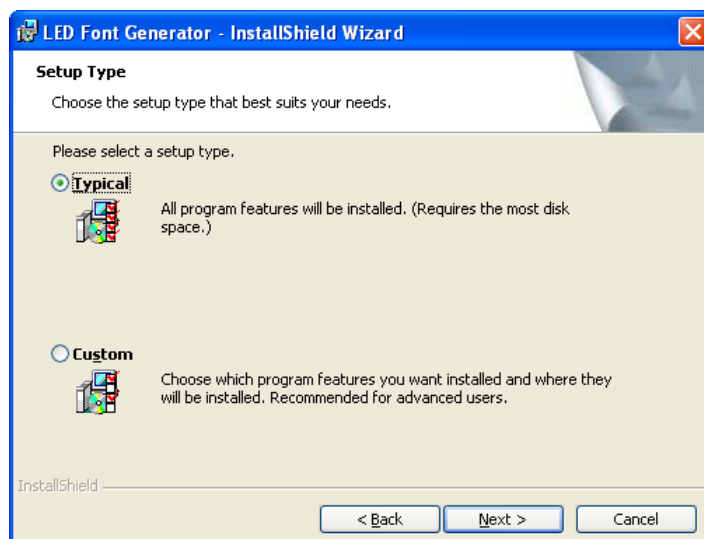 LED Font Generator - InstallShield Wizard
Setup Type
Choose the setup type that best suits your needs.
Please select a setup type.
Typical
All program features will be installed. (Requires the most disk
space.)
Custom
Choose which program features you want installed and where they
will be installed. Recommended for advanced users.
InstallShield
< Back Next > Cancel